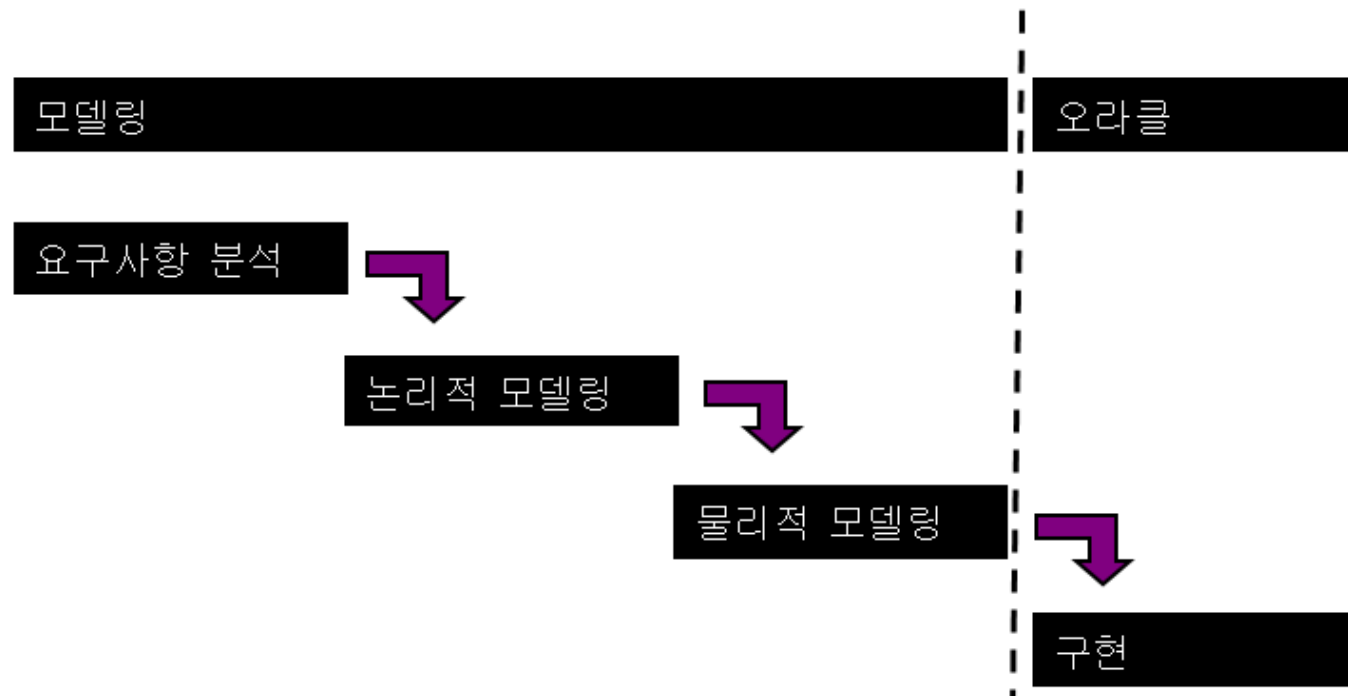 모델링
오라클
요구사항 분석
논리적 모델링
물리적 모델링
구현